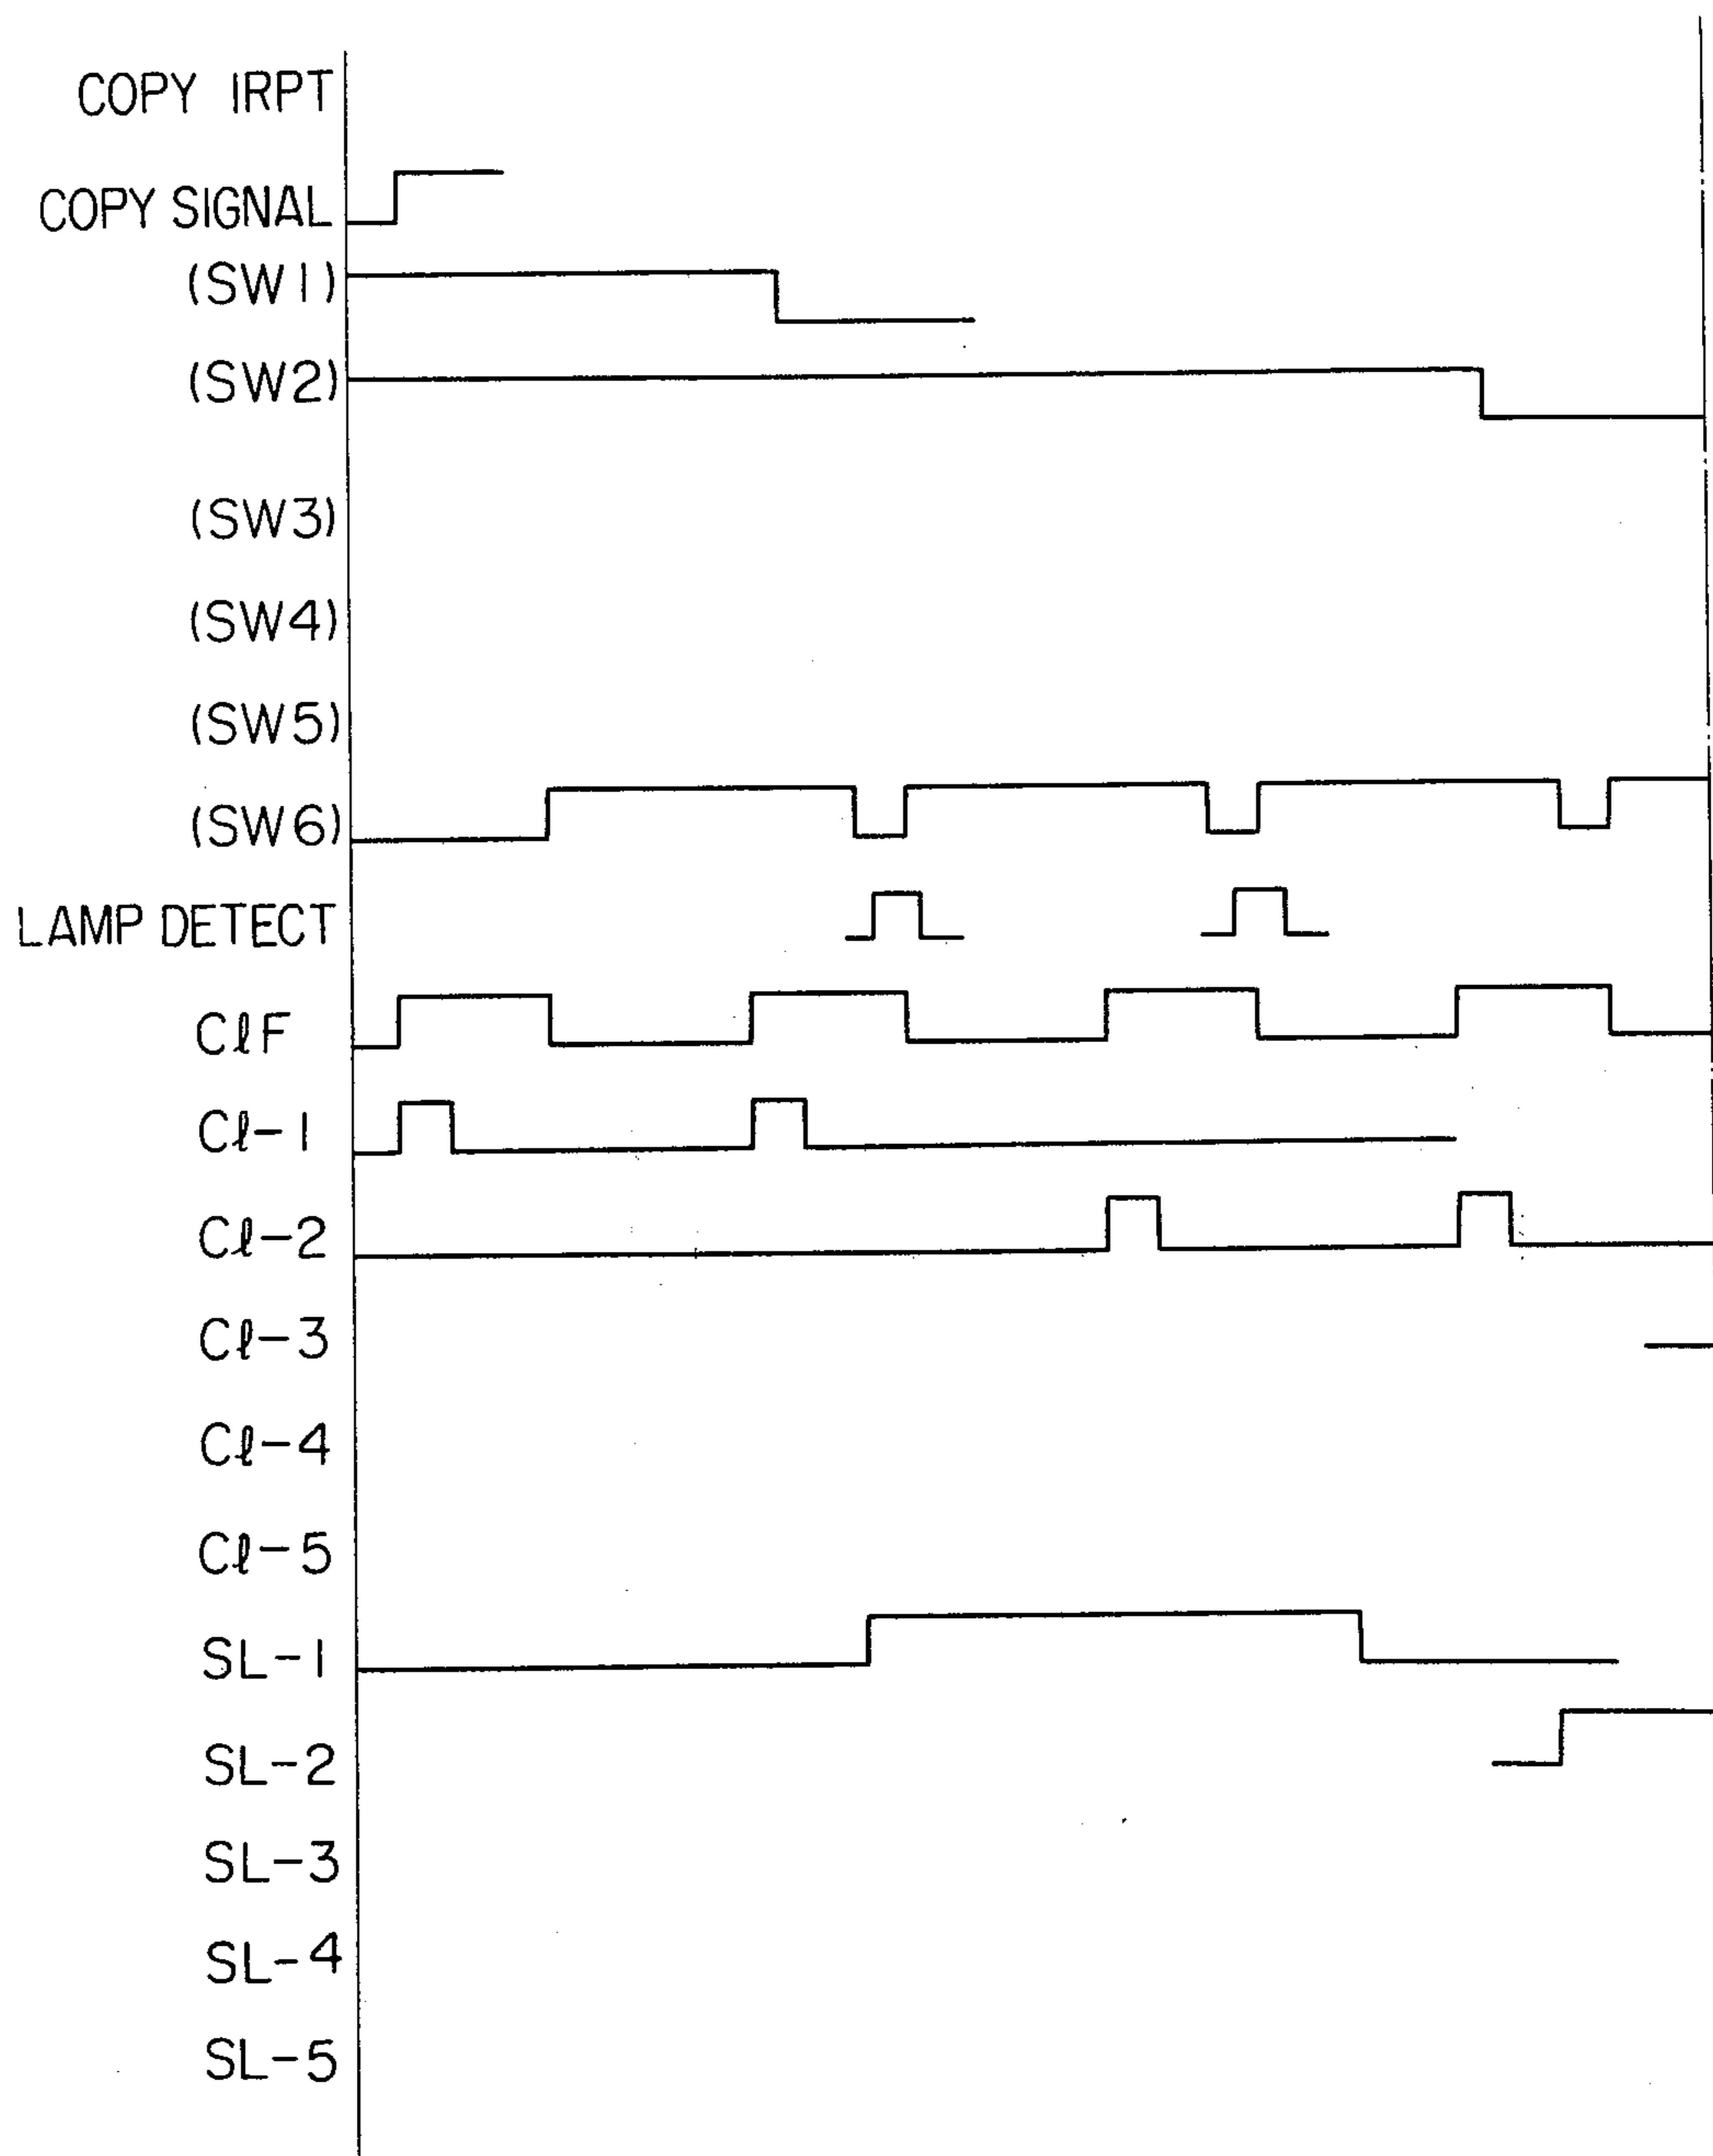 COPY IRPT
COPY SIGNAL
(SW1)
(SW2)
(SW3)
(SW4)
(SW5)
(SW6)
LAMP DETECT
CℓF
Cℓ-1
Cℓ-2
Cℓ-3
Cℓ-4
Cℓ-5
SL-1
SL-2
SL-3
SL-4
SL-5